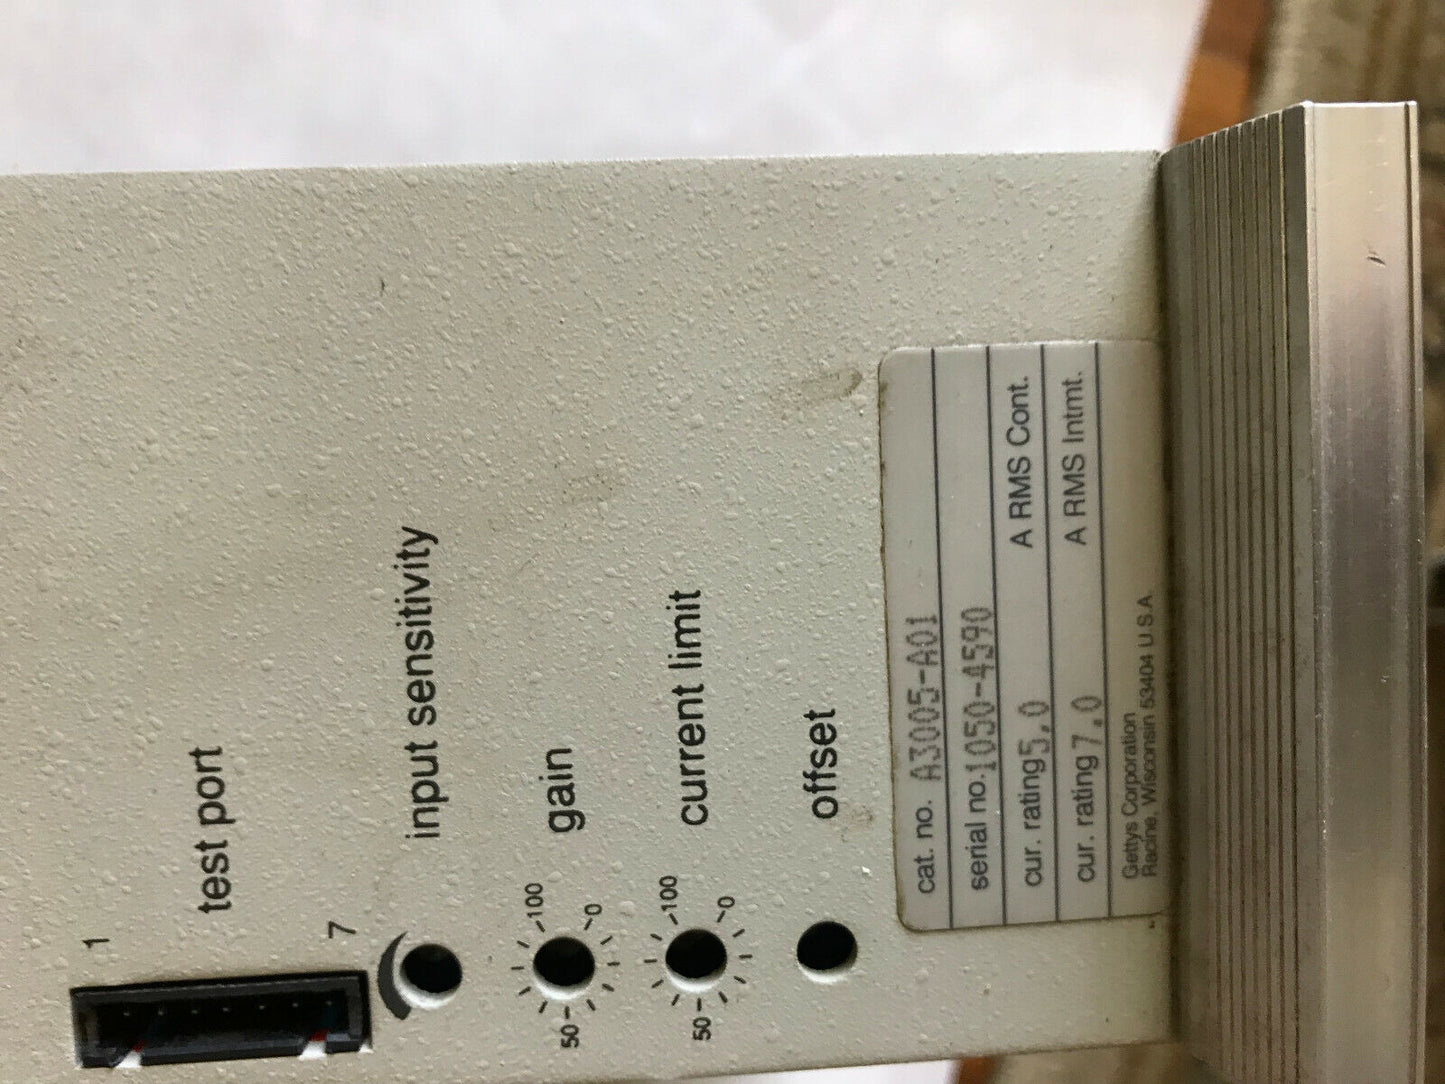 1
test port
7
input sensitivity
100
gain
0
50
100
current limit
0
50
offset
cat. no. A3005-A01
serial no. 1050-4590
cur. rating 5,0 A RMS Cont.
cur. rating 7,0 A RMS Intmt.
Gettys Corporation
Racine, Wisconsin 53404 U S.A